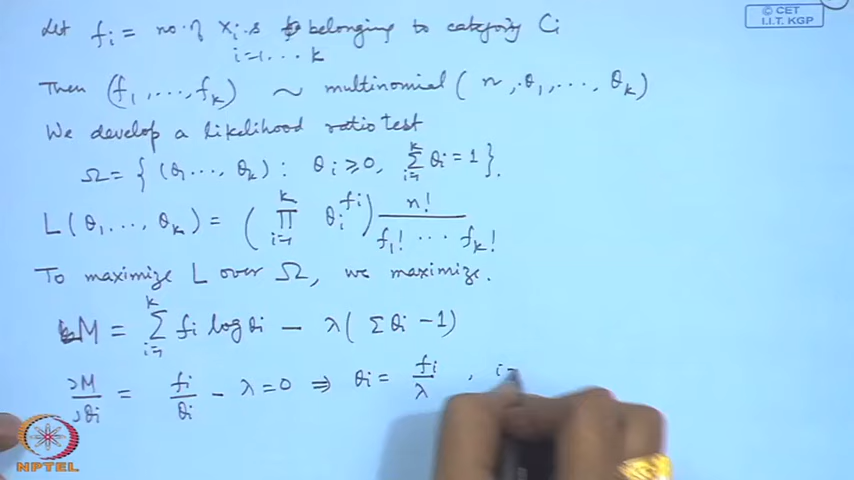 © CET
I.I.T. KGP
Let fi = no. of xi's belonging to category Ci
i=1, ... k
Then (f1, ..., fk) ~ multinomial ( n, θ1, ..., θk)
We develop a likelihood ratio test
Ω = { (θ1 ..., θk) : θi ≥ 0, Σ_{i=1}^{k} θi = 1 }.
L(θ1, ..., θk) = ( ∏_{i=1}^{k} θi^{fi} ) n! / (f1! ... fk!)
To maximize L over Ω, we maximize.
M = Σ_{i=1}^{k} fi log θi − λ( Σ θi −1)
∂M/∂θi = fi/θi − λ = 0 ⇒ θi = fi/λ , i=
NPTEL